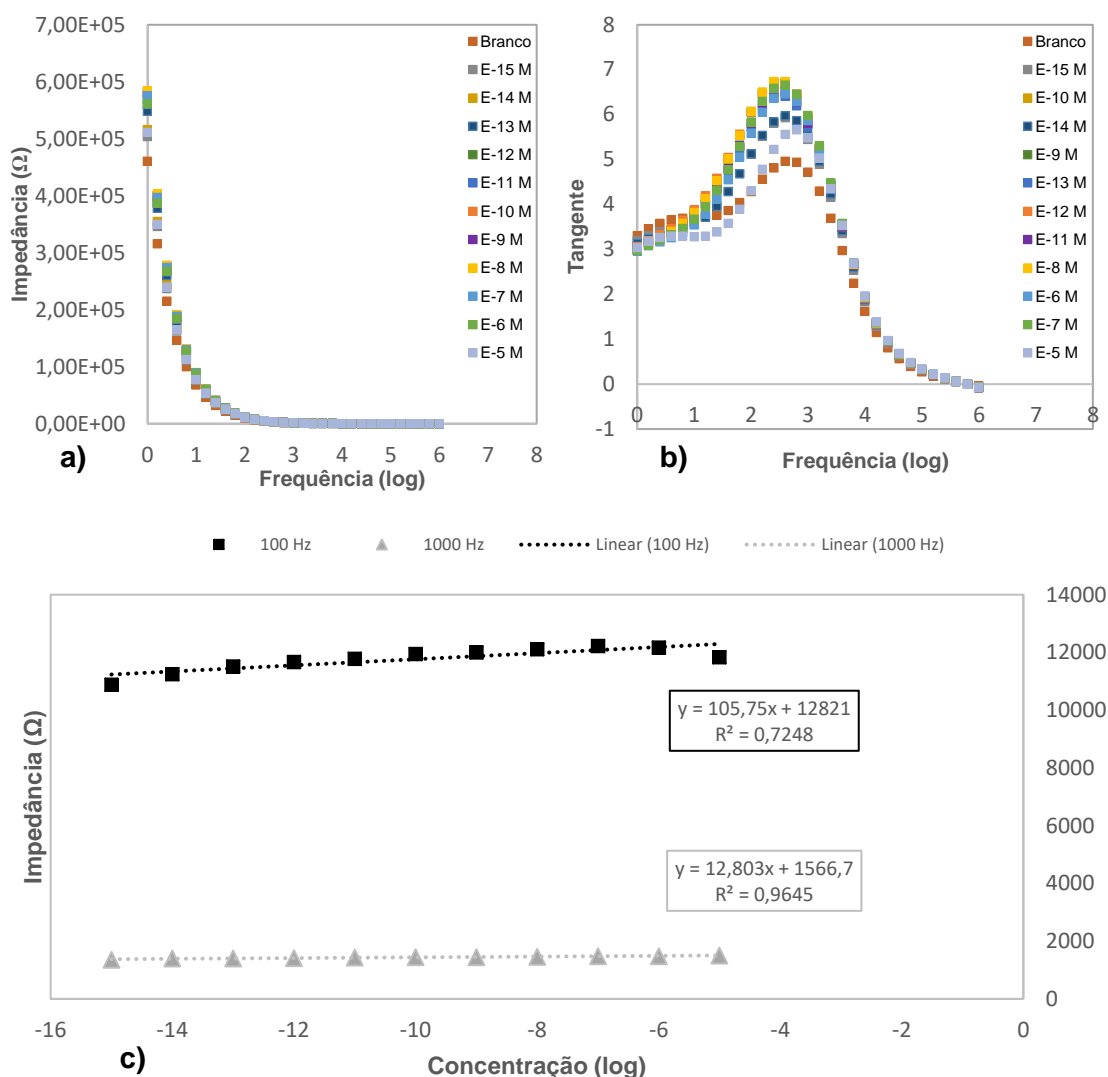 7,00E+05
6,00E+05
5,00E+05
4,00E+05
3,00E+05
2,00E+05
1,00E+05
0,00E+00
Impedância (Ω)
0 1 2 3 4 5 6 7 8
Frequência (log)
a)
Branco
E-15 M
E-14 M
E-13 M
E-12 M
E-11 M
E-10 M
E-9 M
E-8 M
E-7 M
E-6 M
E-5 M
8
7
6
5
4
3
2
1
0
-1
Tangente
0 1 2 3 4 5 6 7 8
Frequência (log)
b)
Branco
E-15 M
E-10 M
E-14 M
E-9 M
E-13 M
E-12 M
E-11 M
E-8 M
E-6 M
E-7 M
E-5 M
100 Hz 1000 Hz Linear (100 Hz) Linear (1000 Hz)
Impedância (Ω)
14000
12000
10000
8000
6000
4000
2000
0
y = 105,75x + 12821
R² = 0,7248
y = 12,803x + 1566,7
R² = 0,9645
-16 -14 -12 -10 -8 -6 -4 -2 0
c)
Concentração (log)